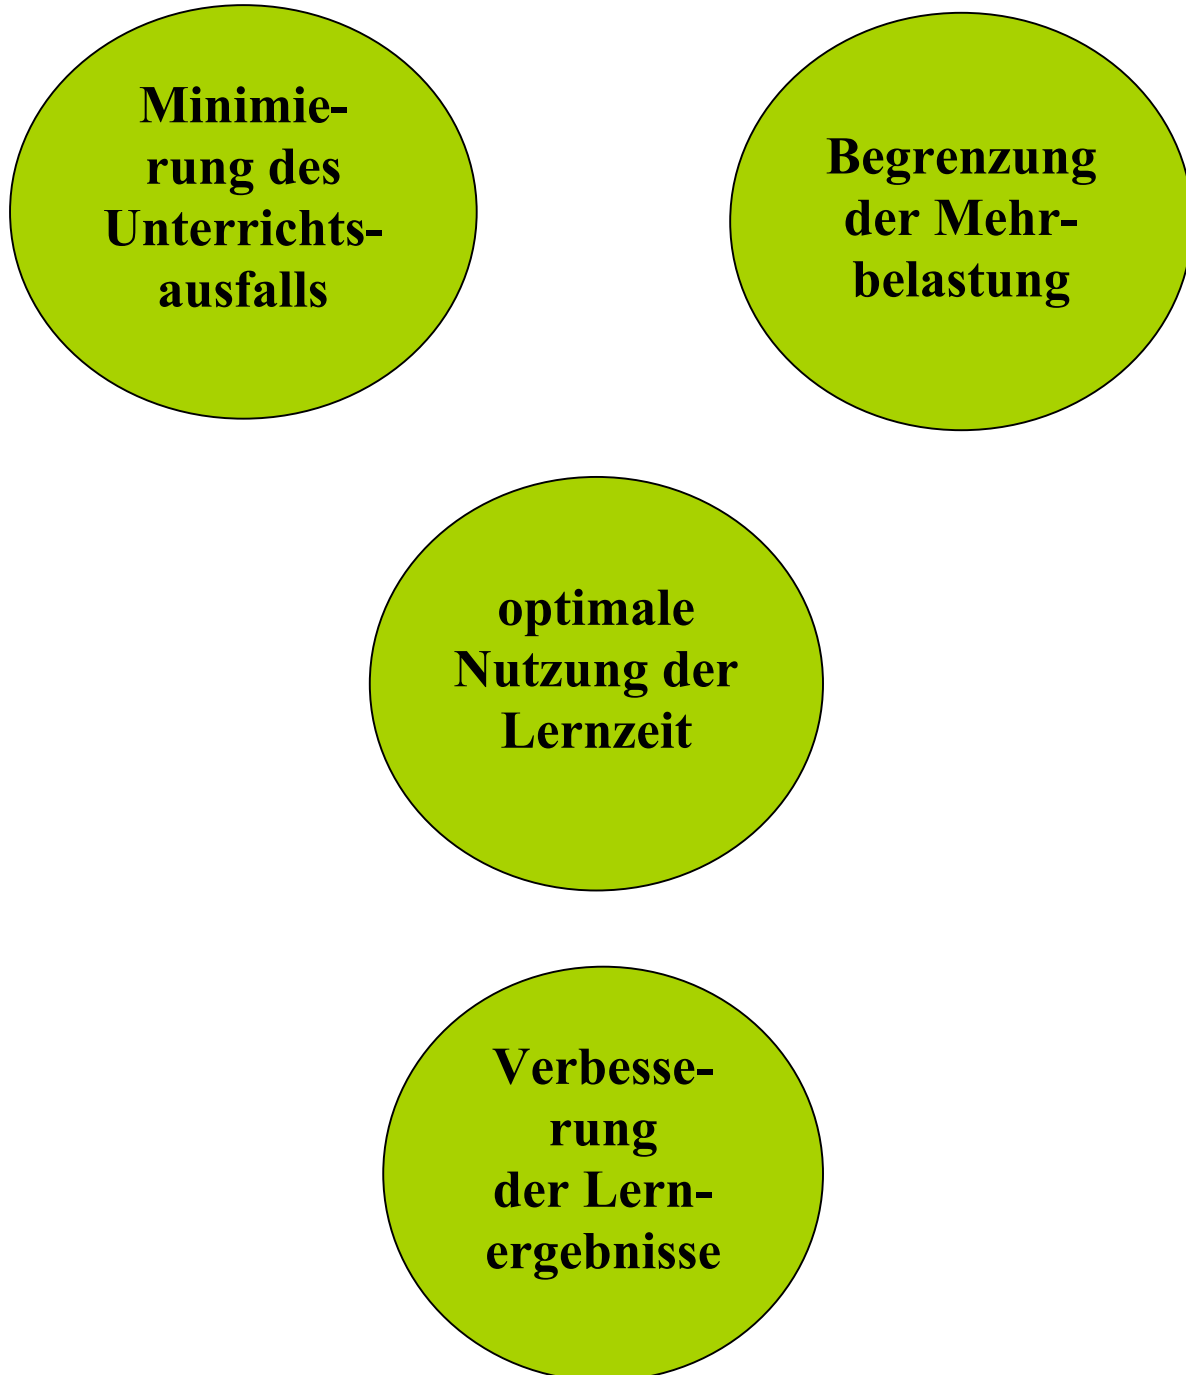 Minimie-
rung des
Unterrichts-
ausfalls
Begrenzung
der Mehr-
belastung
optimale
Nutzung der
Lernzeit
Verbesse-
rung
der Lern-
ergebnisse